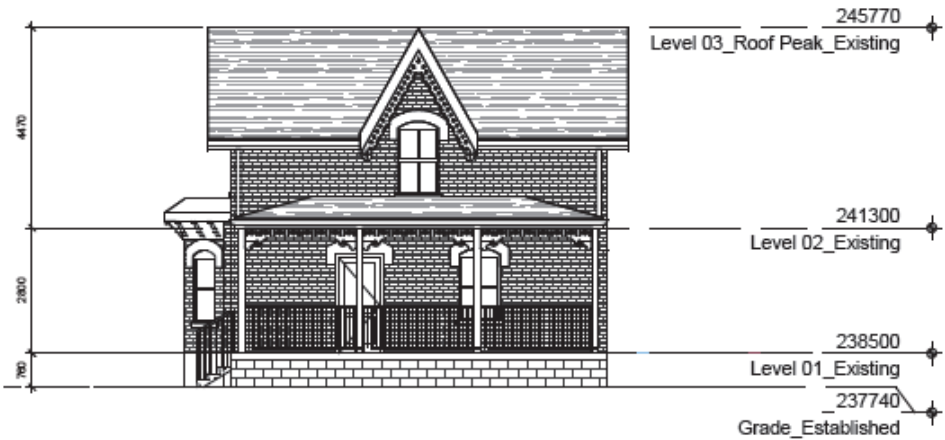 245770
Level 03_Roof Peak_Existing
4470
241300
Level 02_Existing
2800
238500
Level 01_Existing
760
237740
Grade_Established